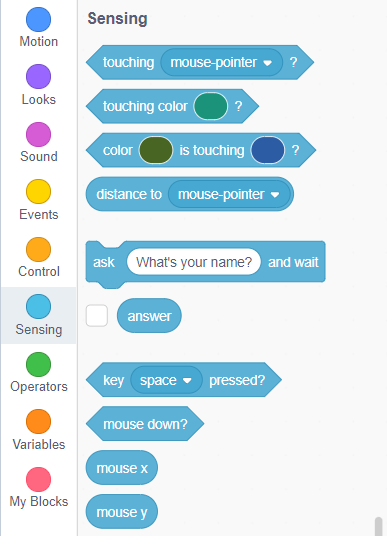 Motion
Looks
Sound
Events
Control
Sensing
Operators
Variables
My Blocks
Sensing
touching mouse-pointer ?
touching color ?
color is touching ?
distance to mouse-pointer
ask What's your name? and wait
answer
key space pressed?
mouse down?
mouse x
mouse y